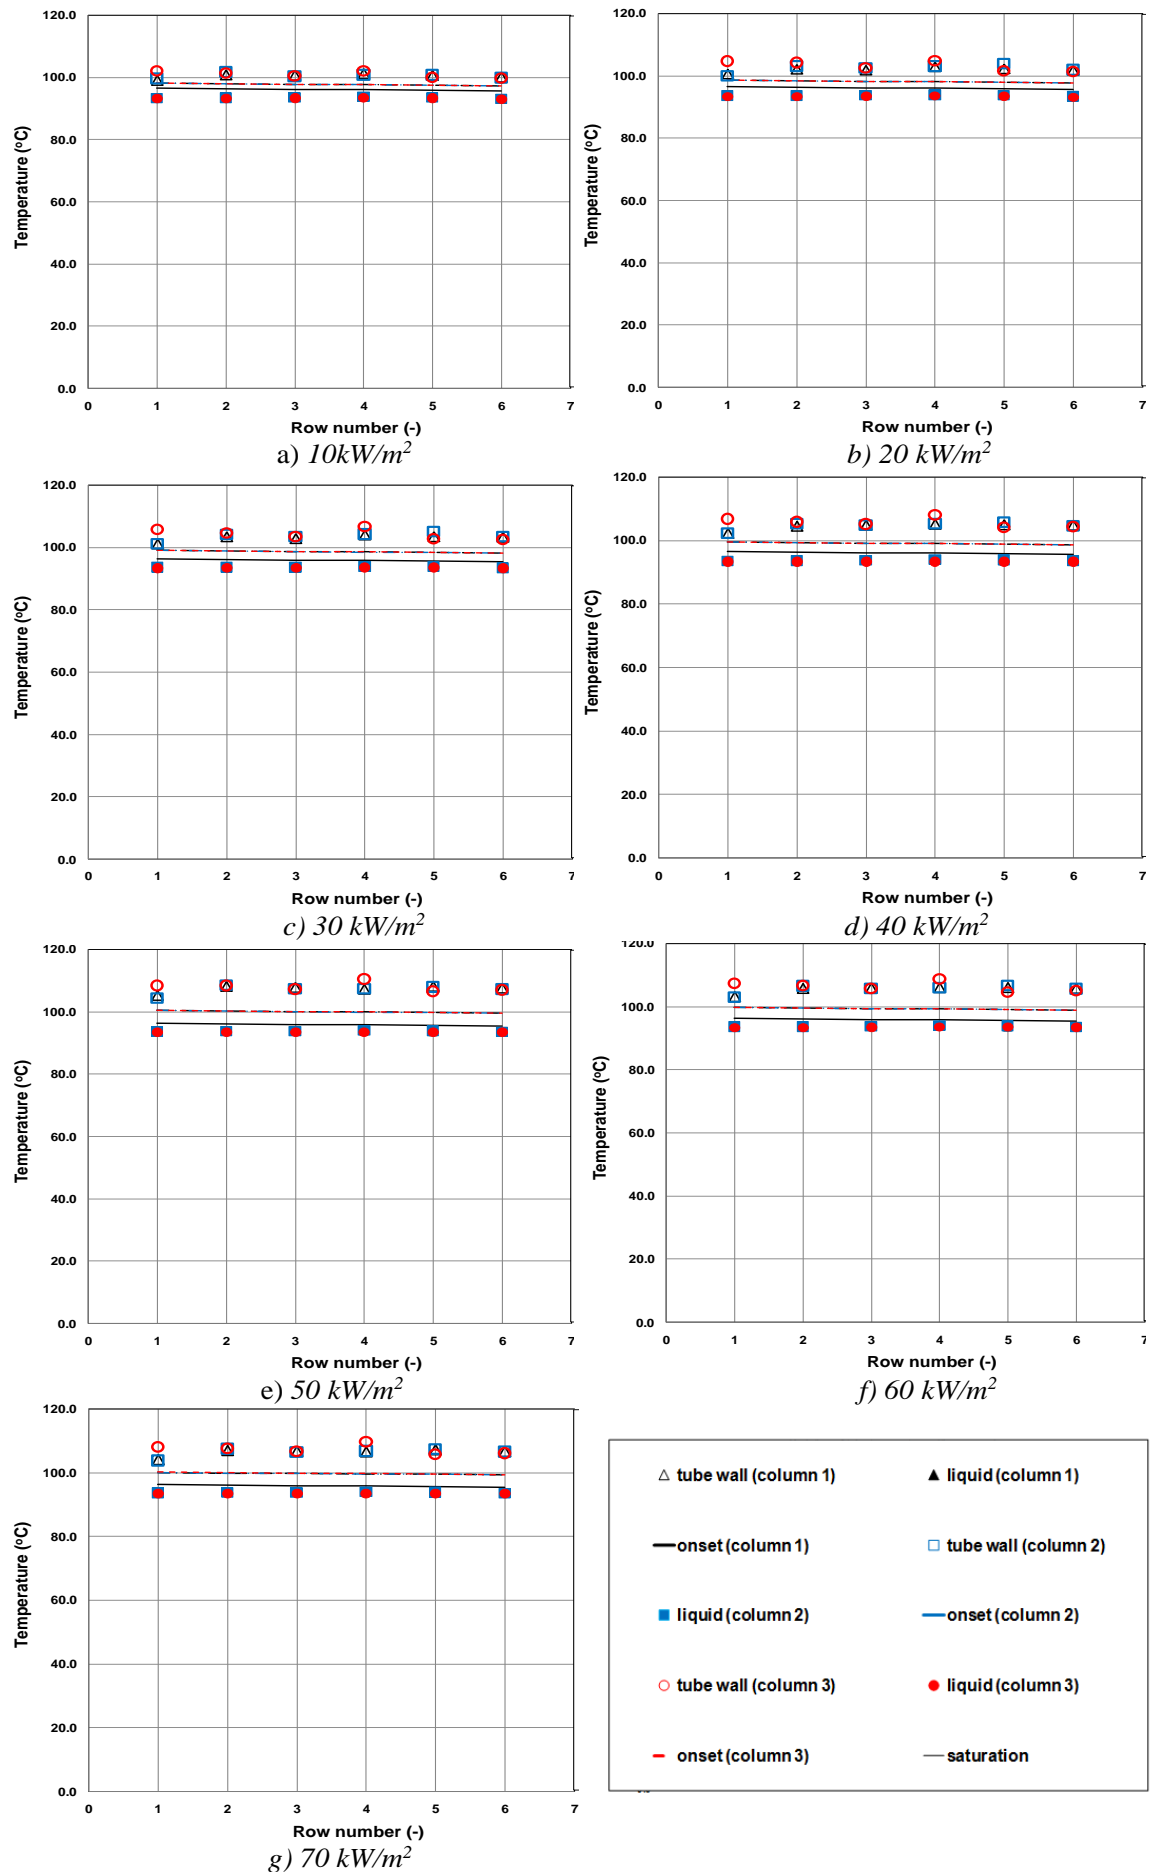 120.0
100.0
80.0
60.0
40.0
20.0
0.0
Temperature (ºC)
0 1 2 3 4 5 6 7
Row number (-)
a) 10kW/m²
120.0
100.0
80.0
60.0
40.0
20.0
0.0
Temperature (ºC)
0 1 2 3 4 5 6 7
Row number (-)
b) 20 kW/m²
120.0
100.0
80.0
60.0
40.0
20.0
0.0
Temperature (ºC)
0 1 2 3 4 5 6 7
Row number (-)
c) 30 kW/m²
120.0
100.0
80.0
60.0
40.0
20.0
0.0
Temperature (ºC)
0 1 2 3 4 5 6 7
Row number (-)
d) 40 kW/m²
120.0
100.0
80.0
60.0
40.0
20.0
0.0
Temperature (ºC)
0 1 2 3 4 5 6 7
Row number (-)
e) 50 kW/m²
120.0
100.0
80.0
60.0
40.0
20.0
0.0
Temperature (ºC)
0 1 2 3 4 5 6 7
Row number (-)
f) 60 kW/m²
120.0
100.0
80.0
60.0
40.0
20.0
0.0
Temperature (ºC)
0 1 2 3 4 5 6 7
Row number (-)
g) 70 kW/m²
tube wall (column 1) liquid (column 1)
onset (column 1) tube wall (column 2)
liquid (column 2) onset (column 2)
tube wall (column 3) liquid (column 3)
onset (column 3) saturation